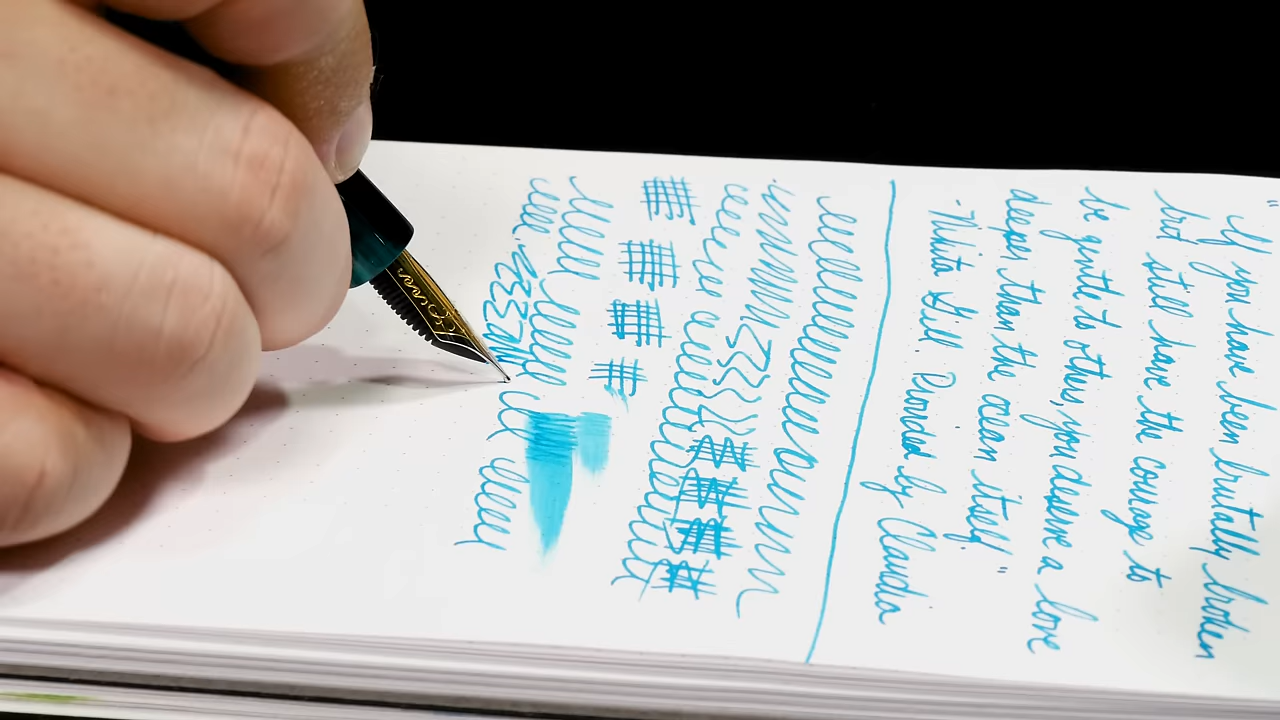 "If you have been brutally broken
but still have the courage to
be gentle to others, you deserve a love
deeper than the ocean itself."
-Nikita Gill Provided by Claudia